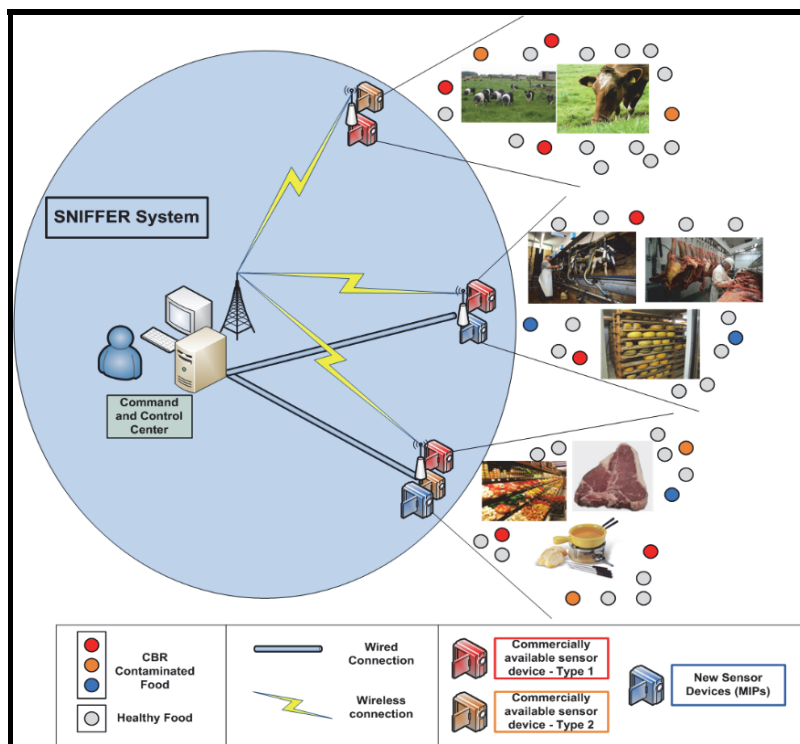 SNIFFER System
Command
and Control
Center
CBR
Contaminated
Food
Healthy Food
Wired
Connection
Wireless
connection
Commercially
available sensor
device - Type 1
Commercially
available sensor
device - Type 2
New Sensor
Devices (MIPs)